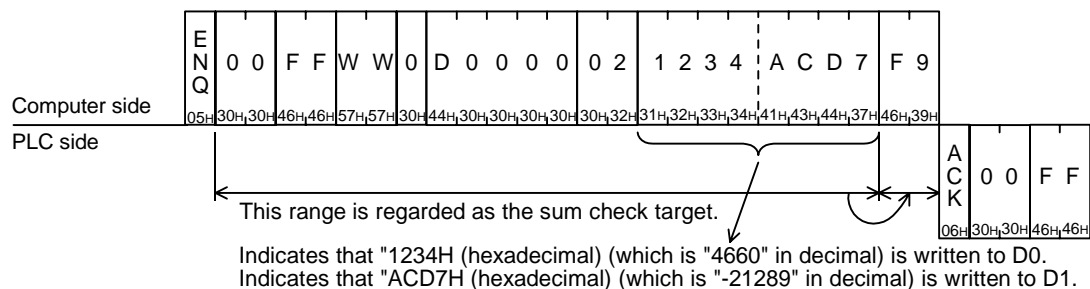 E N Q 0 0 F F W W 0 D 0 0 0 0 0 2 1 2 3 4 A C D 7 F 9
Computer side 05H 30H 30H 46H 46H 57H 57H 30H 44H 30H 30H 30H 30H 30H 32H 31H 32H 33H 34H 41H 43H 44H 37H 46H 39H
PLC side
A C K 0 0 F F
06H 30H 30H 46H 46H
This range is regarded as the sum check target.
Indicates that "1234H (hexadecimal) (which is "4660" in decimal) is written to D0.
Indicates that "ACD7H (hexadecimal) (which is "-21289" in decimal) is written to D1.